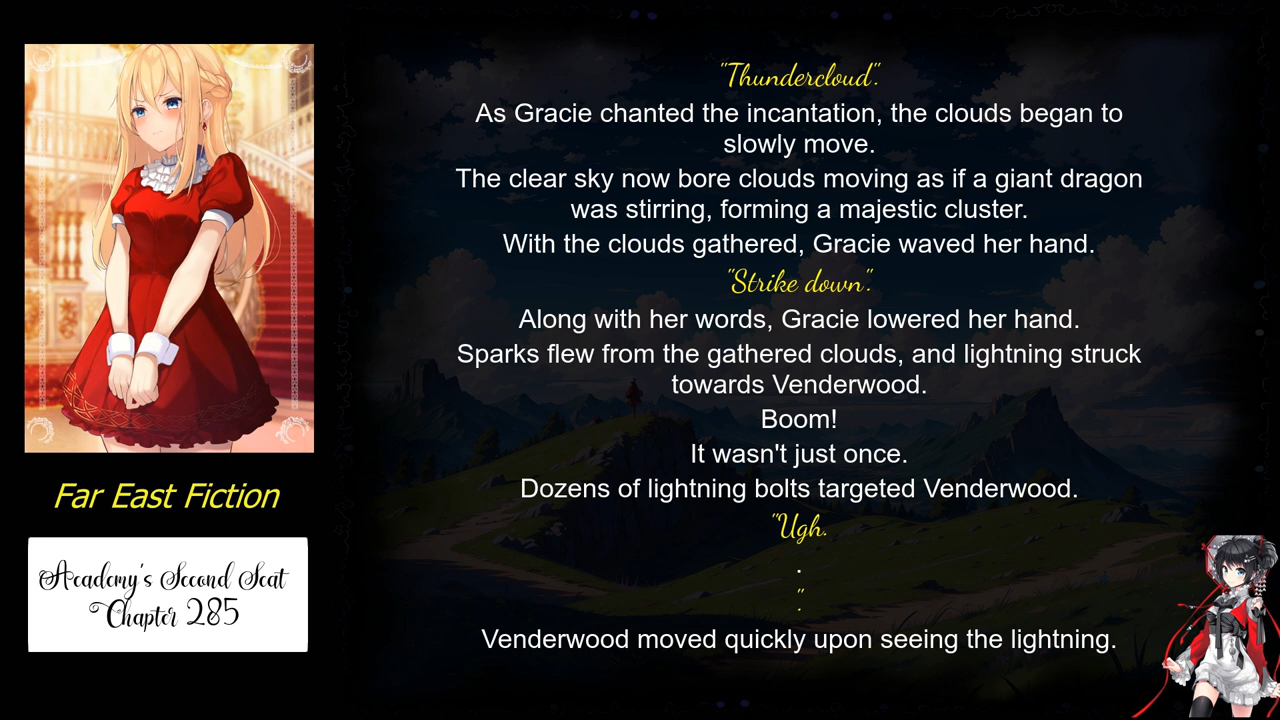 "Thundercloud".
As Gracie chanted the incantation, the clouds began to
slowly move.
The clear sky now bore clouds moving as if a giant dragon
was stirring, forming a majestic cluster.
With the clouds gathered, Gracie waved her hand.
"Strike down".
Along with her words, Gracie lowered her hand.
Sparks flew from the gathered clouds, and lightning struck
towards Venderwood.
Boom!
It wasn't just once.
Dozens of lightning bolts targeted Venderwood.
"Ugh.
.
".
Venderwood moved quickly upon seeing the lightning.
Far East Fiction
Academy's Second Seat
Chapter 285